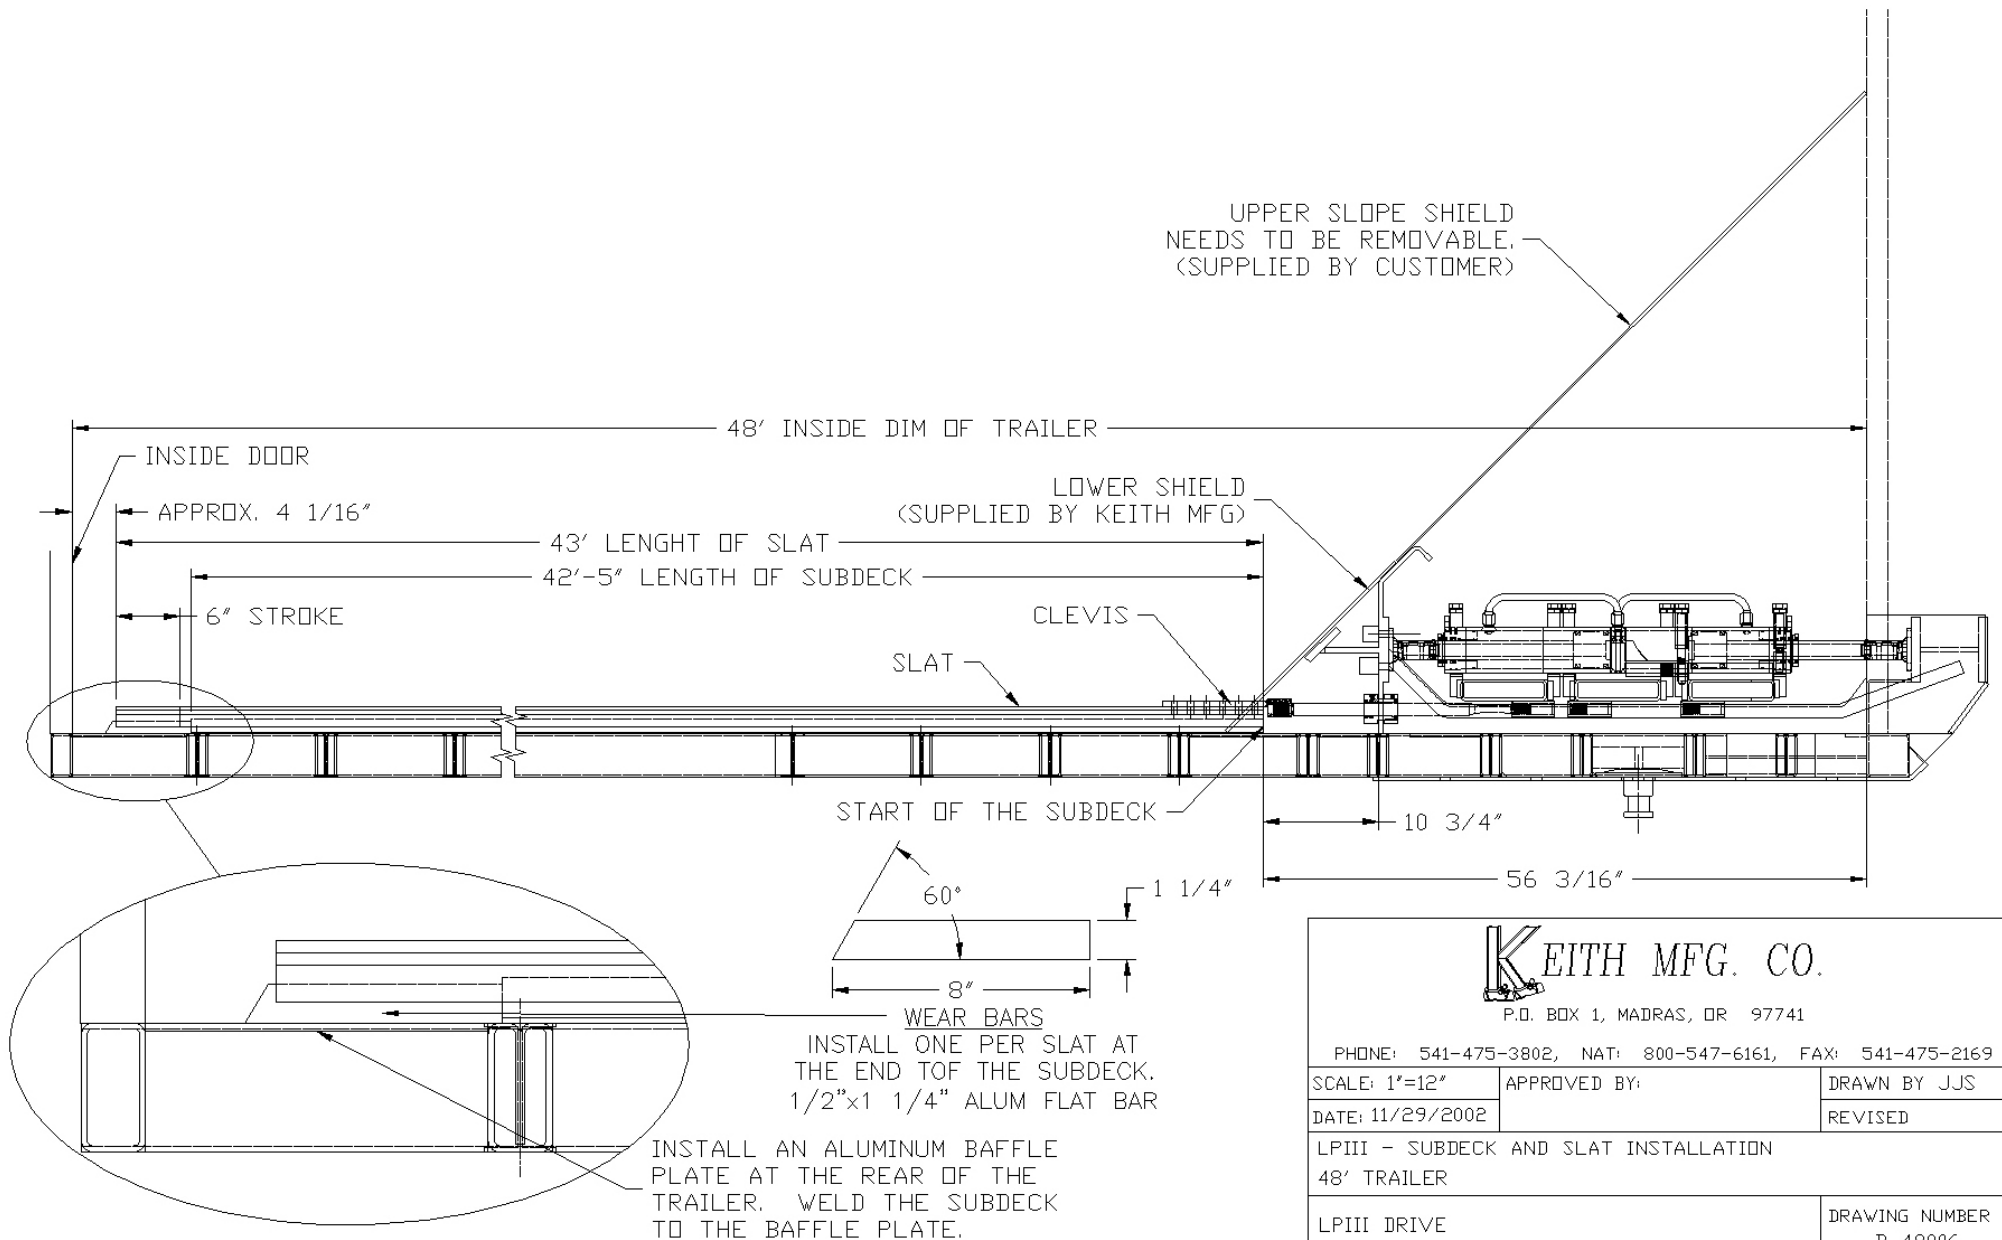 UPPER SLOPE SHIELD
NEEDS TO BE REMOVABLE.
(SUPPLIED BY CUSTOMER)
48' INSIDE DIM OF TRAILER
INSIDE DOOR
LOWER SHIELD
(SUPPLIED BY KEITH MFG)
APPROX. 4 1/16"
43' LENGHT OF SLAT
42'-5" LENGTH OF SUBDECK
6" STROKE
CLEVIS
SLAT
START OF THE SUBDECK
10 3/4"
56 3/16"
60°
1 1/4"
8"
WEAR BARS
INSTALL ONE PER SLAT AT
THE END TOF THE SUBDECK.
1/2"x1 1/4" ALUM FLAT BAR
INSTALL AN ALUMINUM BAFFLE
PLATE AT THE REAR OF THE
TRAILER. WELD THE SUBDECK
TO THE BAFFLE PLATE.
KEITH MFG. CO.
P.O. BOX 1, MADRAS, OR 97741
PHONE: 541-475-3802, NAT: 800-547-6161, FAX: 541-475-2169
SCALE: 1"=12"
APPROVED BY:
DRAWN BY JJS
DATE: 11/29/2002
REVISED
LPIII - SUBDECK AND SLAT INSTALLATION
48' TRAILER
LPIII DRIVE
DRAWING NUMBER